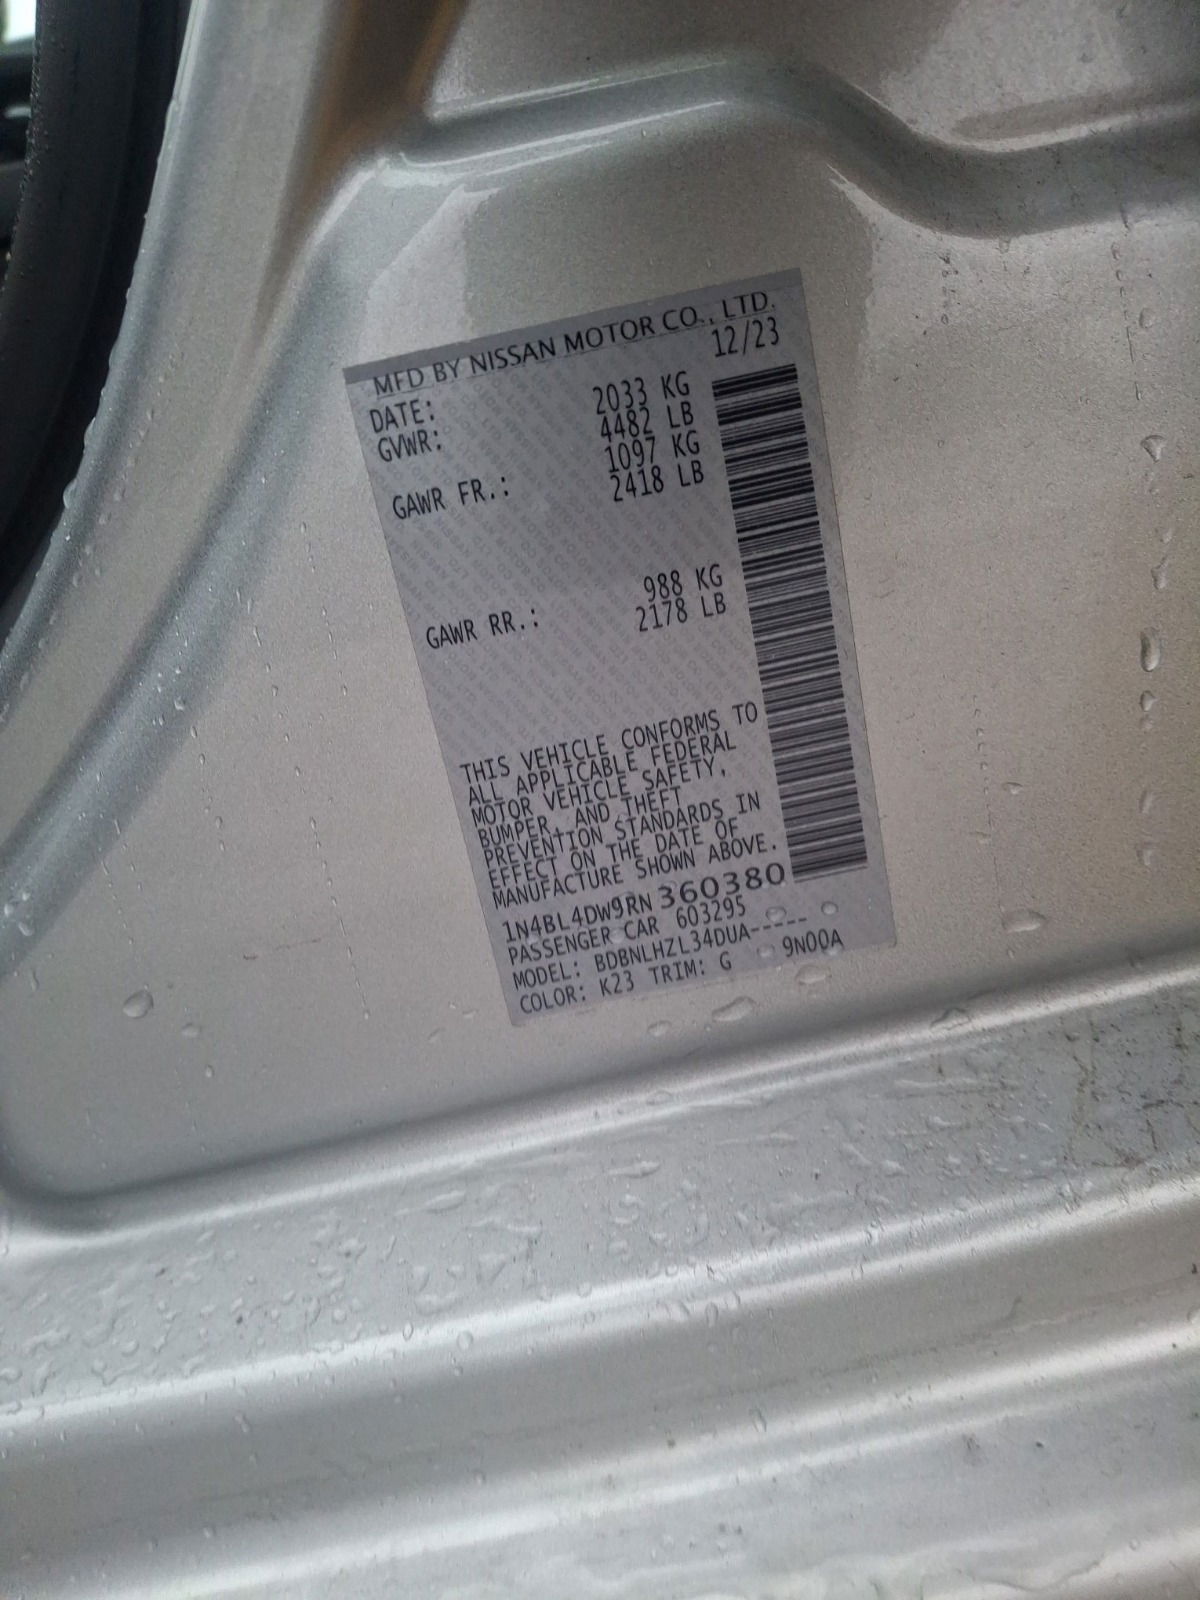 MFD BY NISSAN MOTOR CO., LTD.
DATE: 12/23
GVWR: 2033 KG
4482 LB
GAWR FR.: 1097 KG
2418 LB
GAWR RR.: 988 KG
2178 LB
THIS VEHICLE CONFORMS TO
ALL APPLICABLE FEDERAL
MOTOR VEHICLE SAFETY,
BUMPER, AND THEFT
PREVENTION STANDARDS IN
EFFECT ON THE DATE OF
MANUFACTURE SHOWN ABOVE.
1N4BL4DW9RN360380
PASSENGER CAR 603295
MODEL: BDBNLHZL34DUA-----
COLOR: K23 TRIM: G 9N00A